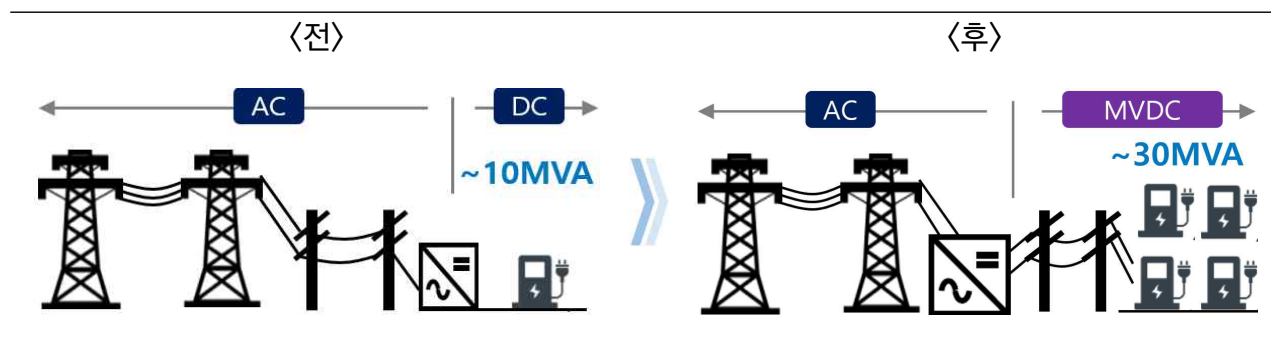 〈전〉
〈후〉
AC
DC
AC
MVDC
~10MVA
~30MVA